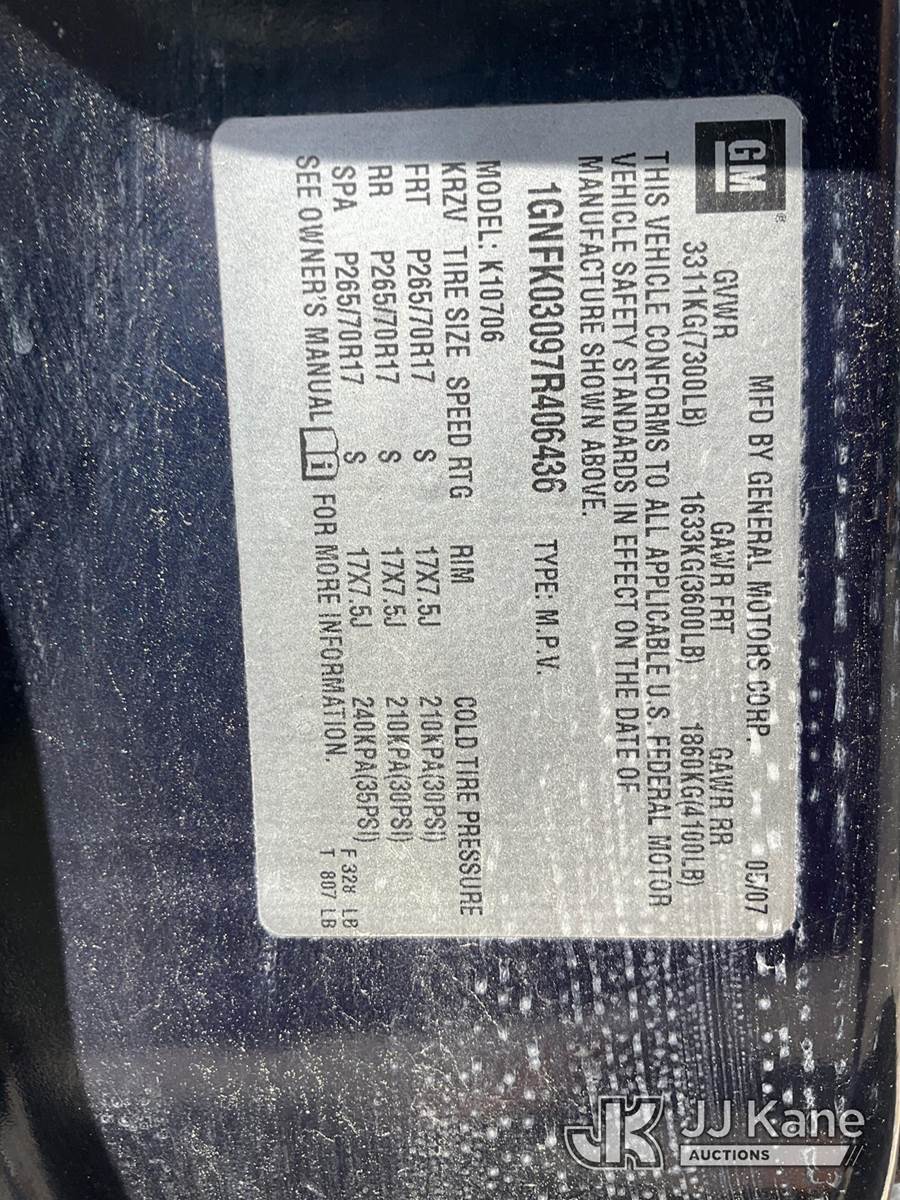 GM
®
MFD BY GENERAL MOTORS CORP. 05/07
GVWR GAWR FRT GAWR RR
3311KG(7300LB) 1633KG(3600LB) 1860KG(4100LB)
THIS VEHICLE CONFORMS TO ALL APPLICABLE U.S. FEDERAL MOTOR
VEHICLE SAFETY STANDARDS IN EFFECT ON THE DATE OF
MANUFACTURE SHOWN ABOVE.
1GNFK03097R406436 TYPE: M.P.V.
MODEL: K10706
KRZV TIRE SIZE SPEED RTG RIM COLD TIRE PRESSURE
FRT P265/70R17 S 17X7.5J 210KPA(30PSI)
RR P265/70R17 S 17X7.5J 210KPA(30PSI)
SPA P265/70R17 S 17X7.5J 240KPA(35PSI)
SEE OWNER'S MANUAL i FOR MORE INFORMATION.
F 328 LB
T 807 LB
JK JJ Kane
AUCTIONS